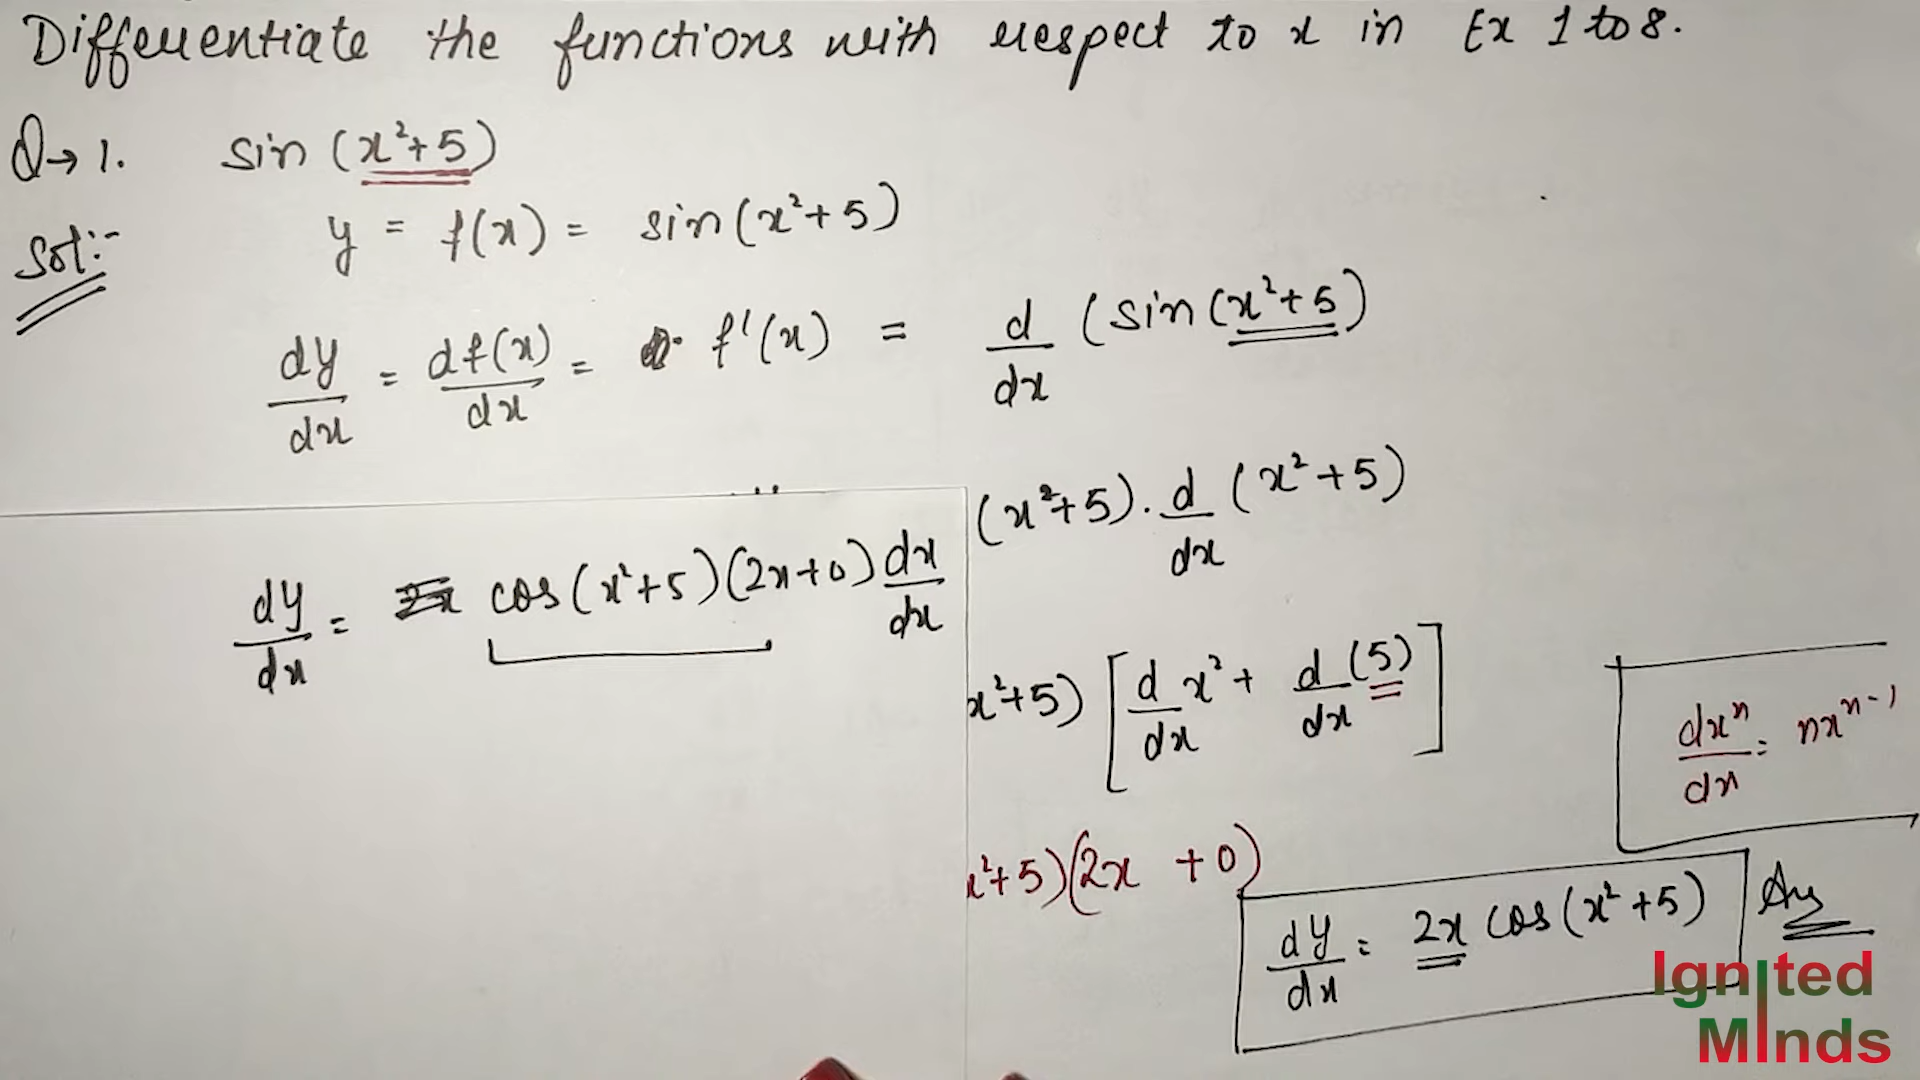 Differentiate the functions with respect to x in Ex 1 to 8.
Q→1. sin (x²+5)
Sol:- y = f(x) = sin(x²+5)
dy/dx = df(x)/dx = f'(x) = d/dx (sin(x²+5)
(x²+5). d/dx (x²+5)
dy/dx = cos(x²+5)(2x+0) dx/dx
x²+5) [d/dx x² + d/dx (5)]
dxⁿ/dx = nxⁿ⁻¹
x²+5)(2x +0)
dy/dx = 2x cos(x²+5) Ans
Ignited
Minds